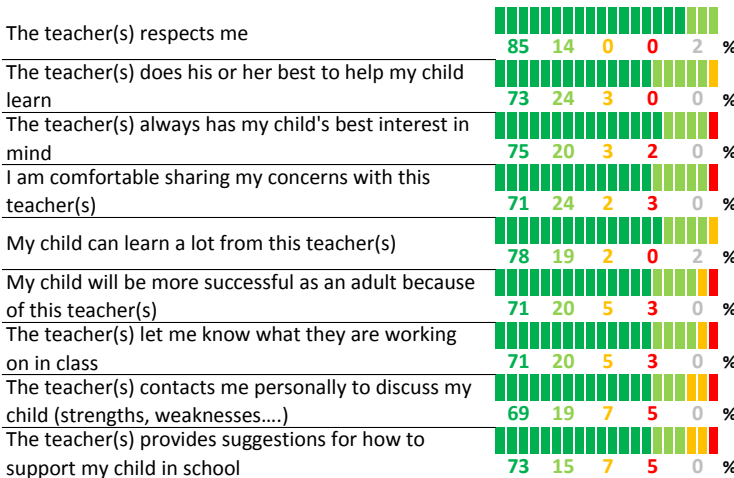 The teacher(s) respects me
85 14 0 0 2 %
The teacher(s) does his or her best to help my child
learn
73 24 3 0 0 %
The teacher(s) always has my child's best interest in
mind
75 20 3 2 0 %
I am comfortable sharing my concerns with this
teacher(s)
71 24 2 3 0 %
My child can learn a lot from this teacher(s)
78 19 2 0 2 %
My child will be more successful as an adult because
of this teacher(s)
71 20 5 3 0 %
The teacher(s) let me know what they are working
on in class
71 20 5 3 0 %
The teacher(s) contacts me personally to discuss my
child (strengths, weaknesses….)
69 19 7 5 0 %
The teacher(s) provides suggestions for how to
support my child in school
73 15 7 5 0 %